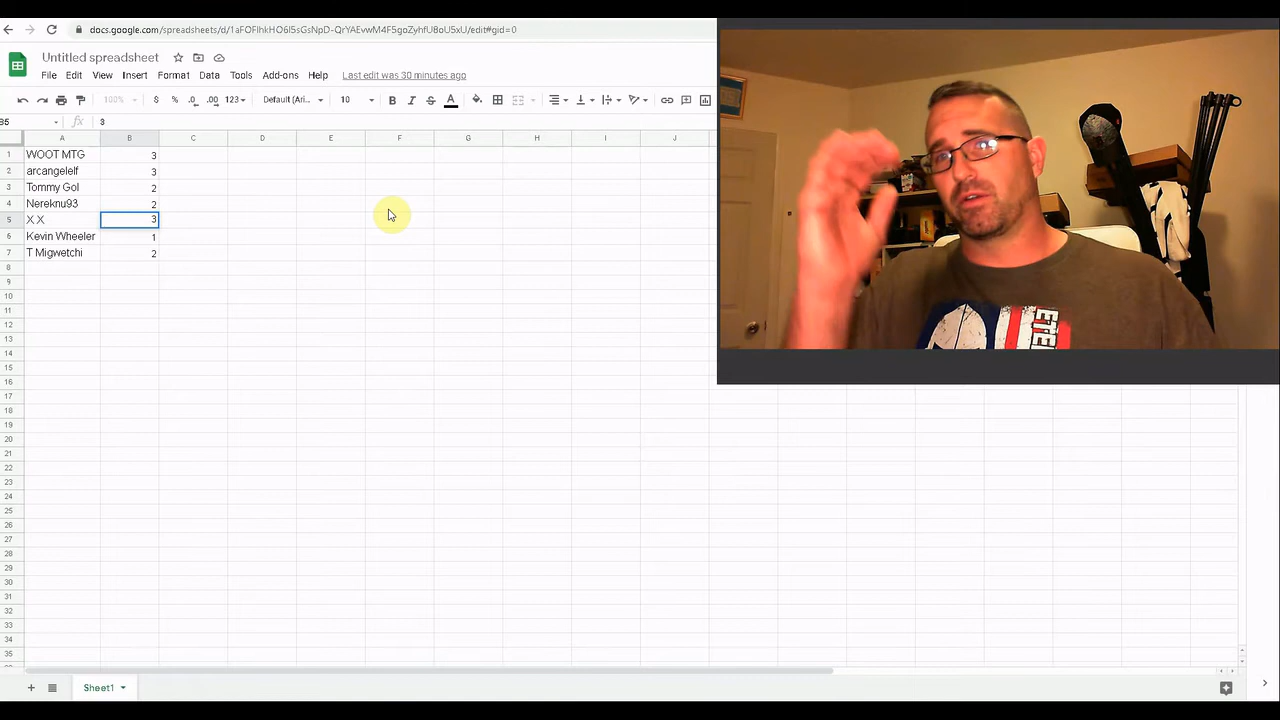 docs.google.com/spreadsheets/d/1aFOFlhkHO6I5sGsNpD-QrYAEvwM4F5goZyhfU8oU5xU/edit#gid=0
Untitled spreadsheet
File Edit View Insert Format Data Tools Add-ons Help Last edit was 30 minutes ago
100% $ % .0 .00 123 Default (Ari... 10 B I S A
B5 fx 3
A B C D E F G H I J
1 WOOT MTG 3
2 arcangelelf 3
3 Tommy Gol 2
4 Nereknu93 2
5 X X 3
6 Kevin Wheeler 1
7 T Migwetchi 2
8
9
10
11
12
13
14
15
16
17
18
19
20
21
22
23
24
25
26
27
28
29
30
31
32
33
34
35
Sheet1
ETE